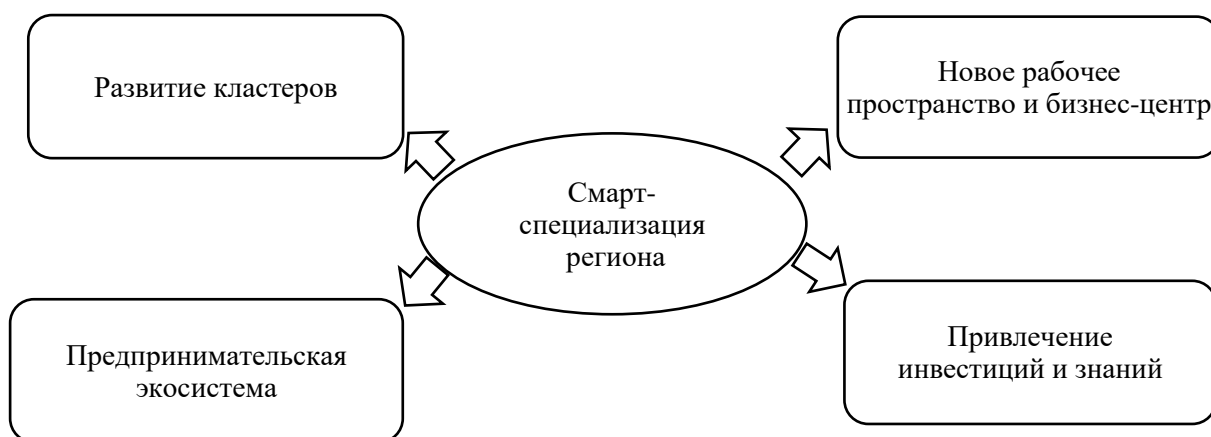 Развитие кластеров
Новое рабочее
пространство и бизнес-центр
Смарт-
специализация
региона
Предпринимательская
экосистема
Привлечение
инвестиций и знаний